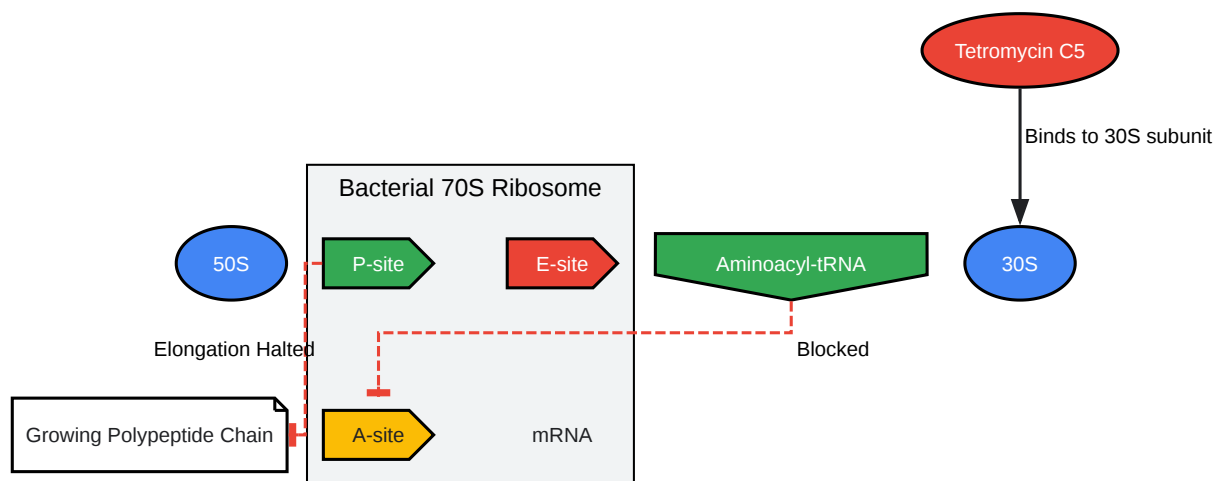 Tetromycin C5
Binds to 30S subunit
Bacterial 70S Ribosome
50S
P-site
E-site
Aminoacyl-tRNA
30S
Elongation Halted
Blocked
Growing Polypeptide Chain
A-site
mRNA